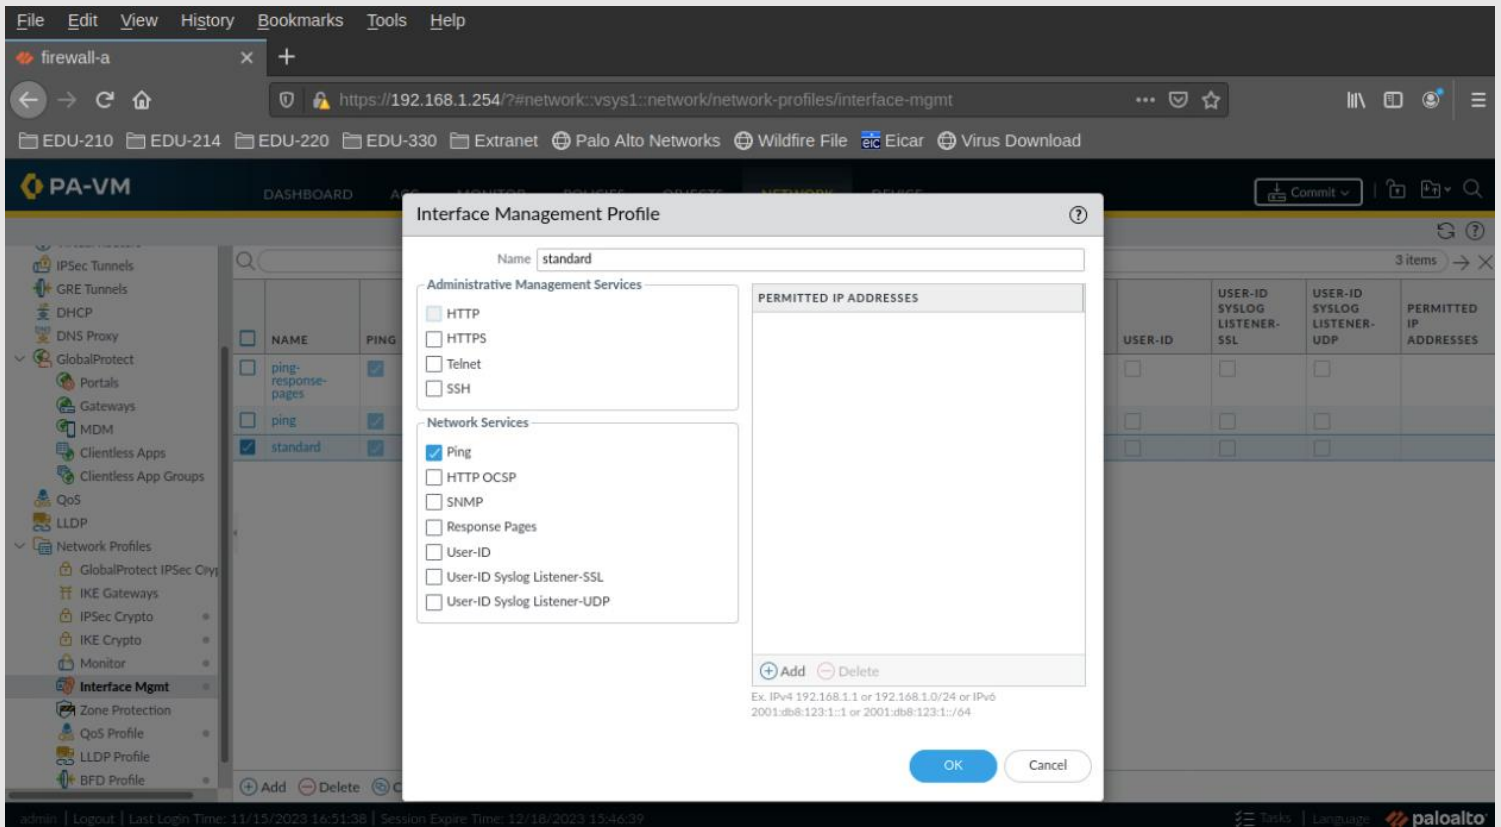 File Edit View History Bookmarks Tools Help
firewall-a
https://192.168.1.254/?#network::vsys1::network/network-profiles/interface-mgmt
EDU-210 EDU-214 EDU-220 EDU-330 Extranet Palo Alto Networks Wildfire File eic Eicar Virus Download
PA-VM
DASHBOARD
Commit
Interface Management Profile
Name standard
Administrative Management Services
HTTP
HTTPS
Telnet
SSH
Network Services
Ping
HTTP OCSP
SNMP
Response Pages
User-ID
User-ID Syslog Listener-SSL
User-ID Syslog Listener-UDP
PERMITTED IP ADDRESSES
Add Delete
Ex. IPv4 192.168.1.1 or 192.168.1.0/24 or IPv6
2001:db8:123:1::1 or 2001:db8:123:1::/64
OK Cancel
IPSec Tunnels
GRE Tunnels
DHCP
DNS Proxy
GlobalProtect
Portals
Gateways
MDM
Clientless Apps
Clientless App Groups
QoS
LLDP
Network Profiles
GlobalProtect IPSec Cryp
IKE Gateways
IPSec Crypto
IKE Crypto
Monitor
Interface Mgmt
Zone Protection
QoS Profile
LLDP Profile
BFD Profile
3 items
NAME
PING
USER-ID
USER-ID
SYSLOG
LISTENER-
SSL
USER-ID
SYSLOG
LISTENER-
UDP
PERMITTED
IP
ADDRESSES
ping-
response-
pages
ping
standard
Add Delete C
admin | Logout | Last Login Time: 11/15/2023 16:51:38 | Session Expire Time: 12/18/2023 15:46:39
Tasks | Language paloalto